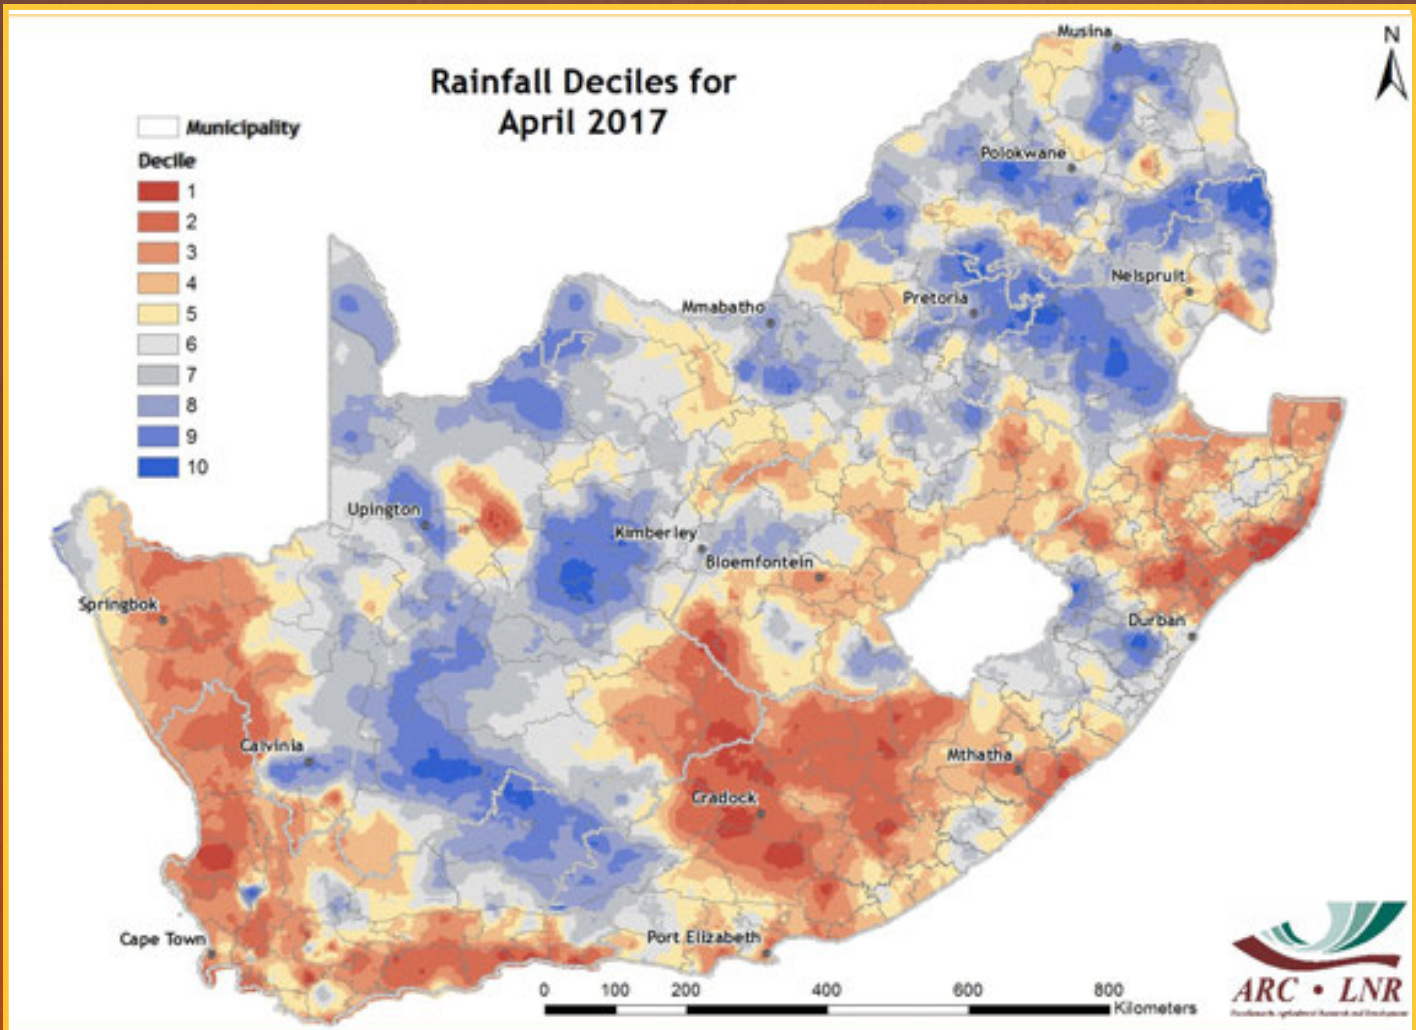 Rainfall Deciles for
April 2017
N
Municipality
Decile
1
2
3
4
5
6
7
8
9
10
Musina
Polokwane
Nelspruit
Pretoria
Mmabatho
Upington
Kimberley
Bloemfontein
Springbok
Durban
Calvinia
Mthatha
Cradock
Cape Town
Port Elizabeth
0 100 200 400 600 800
Kilometers
ARC • LNR